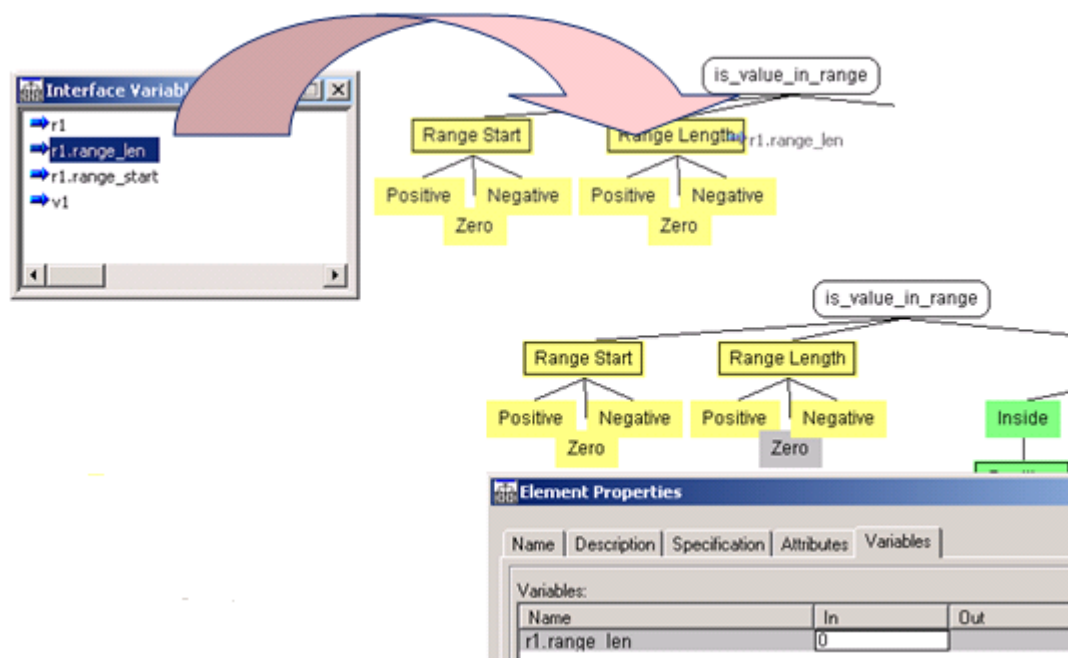 Interface Variabl
r1
r1.range_len
r1.range_start
v1
is_value_in_range
Range Start
Range Length
r1.range_len
Positive
Negative
Positive
Negative
Zero
Zero
is_value_in_range
Range Start
Range Length
Positive
Negative
Positive
Negative
Inside
Zero
Zero
Element Properties
Name Description Specification Attributes Variables
Variables:
Name In Out
r1.range_len 0